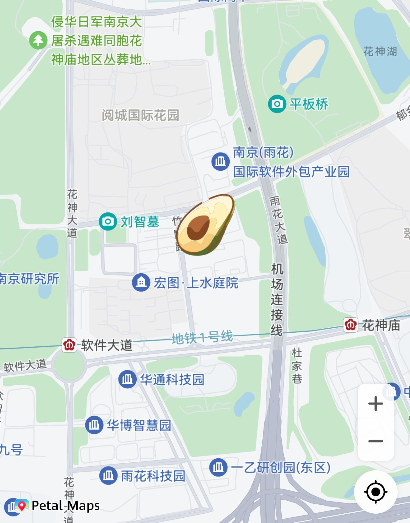 侵华日军南京大
屠杀遇难同胞花
神庙地区丛葬地...
花神湖
平板桥
阅城国际花园
南京(雨花)
国际软件外包产业园
花神大道
刘智墓
竹
雨花大道
南京研究所
宏图·上水庭院
机场连接线
地铁1号线
花神庙
软件大道
软件大道
杜家巷
华通科技园
华博智慧园
九号
雨花科技园
一乙研创园(东区)
花神大道
Petal Maps